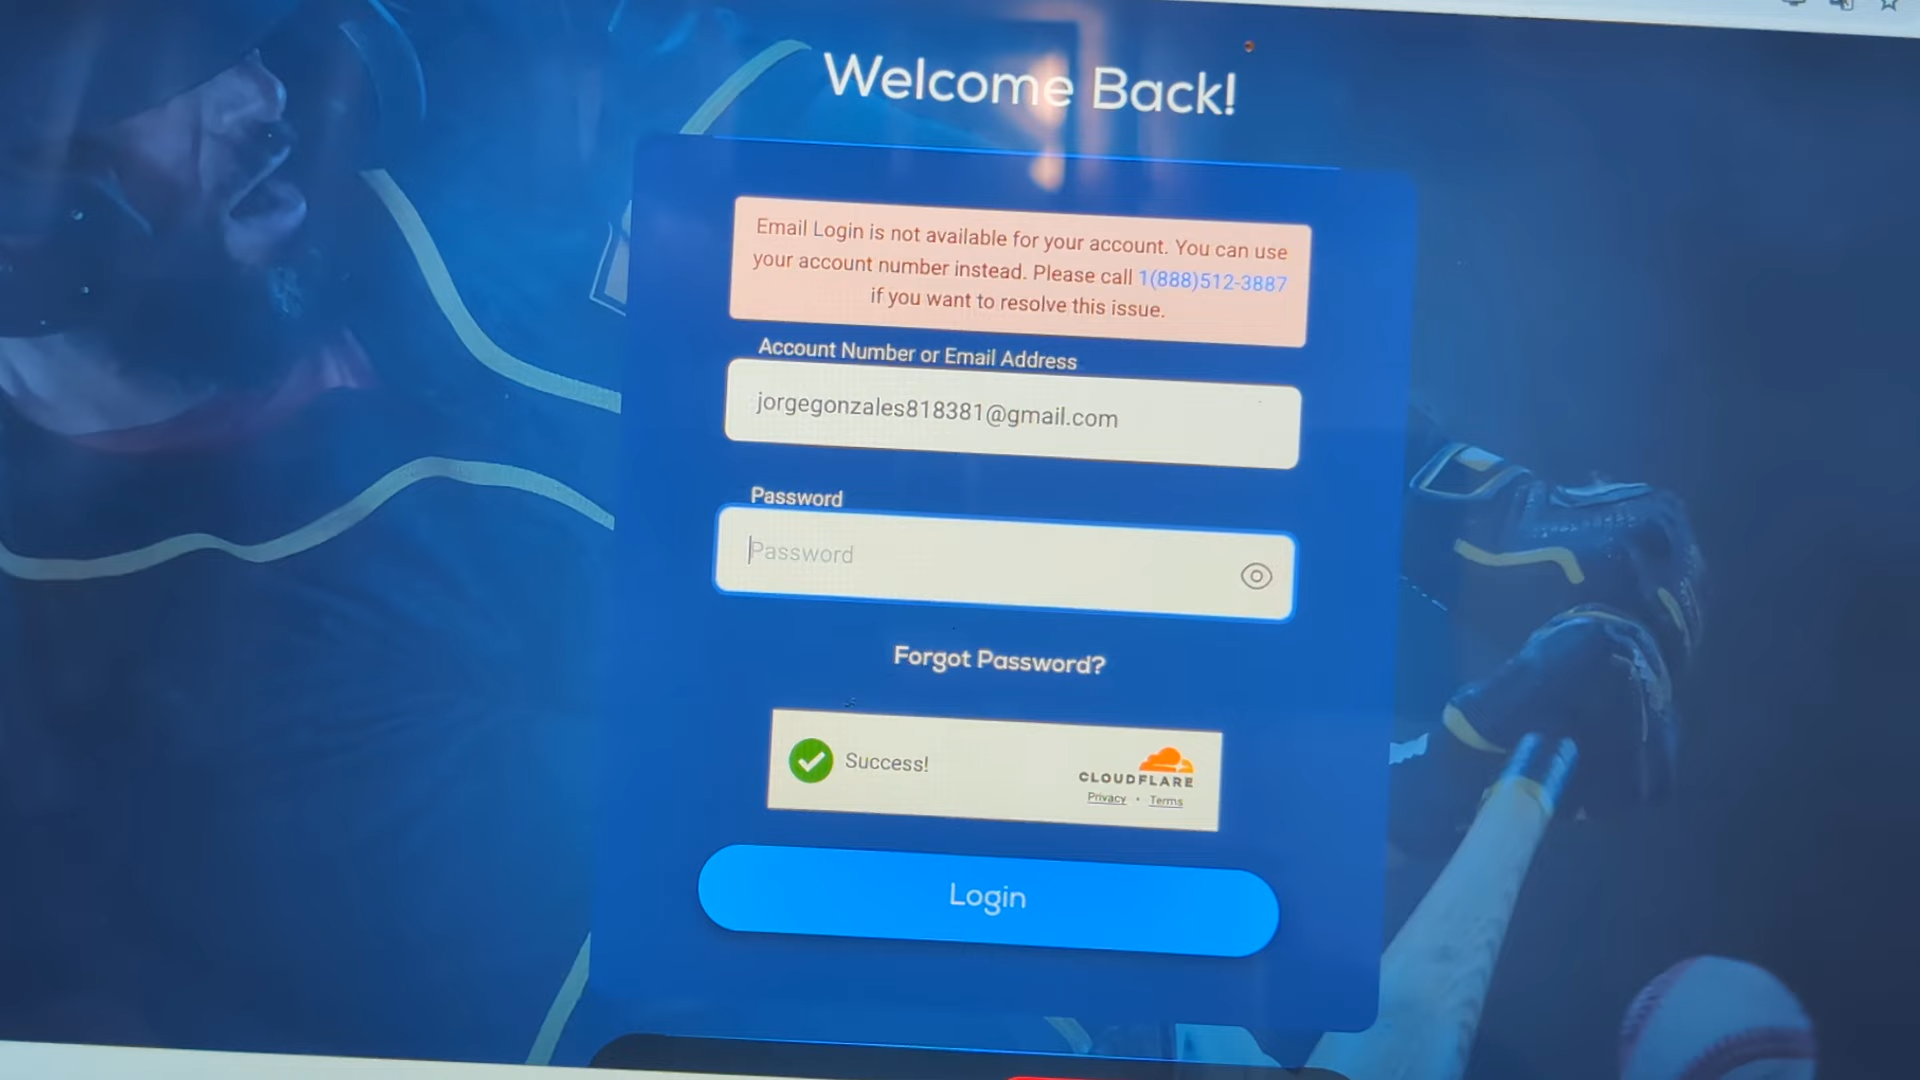 Welcome Back!
Email Login is not available for your account. You can use
your account number instead. Please call 1(888)512-3887
if you want to resolve this issue.
Account Number or Email Address
jorgegonzales818381@gmail.com
Password
Password
Forgot Password?
Success!
CLOUDFLARE
Privacy • Terms
Login